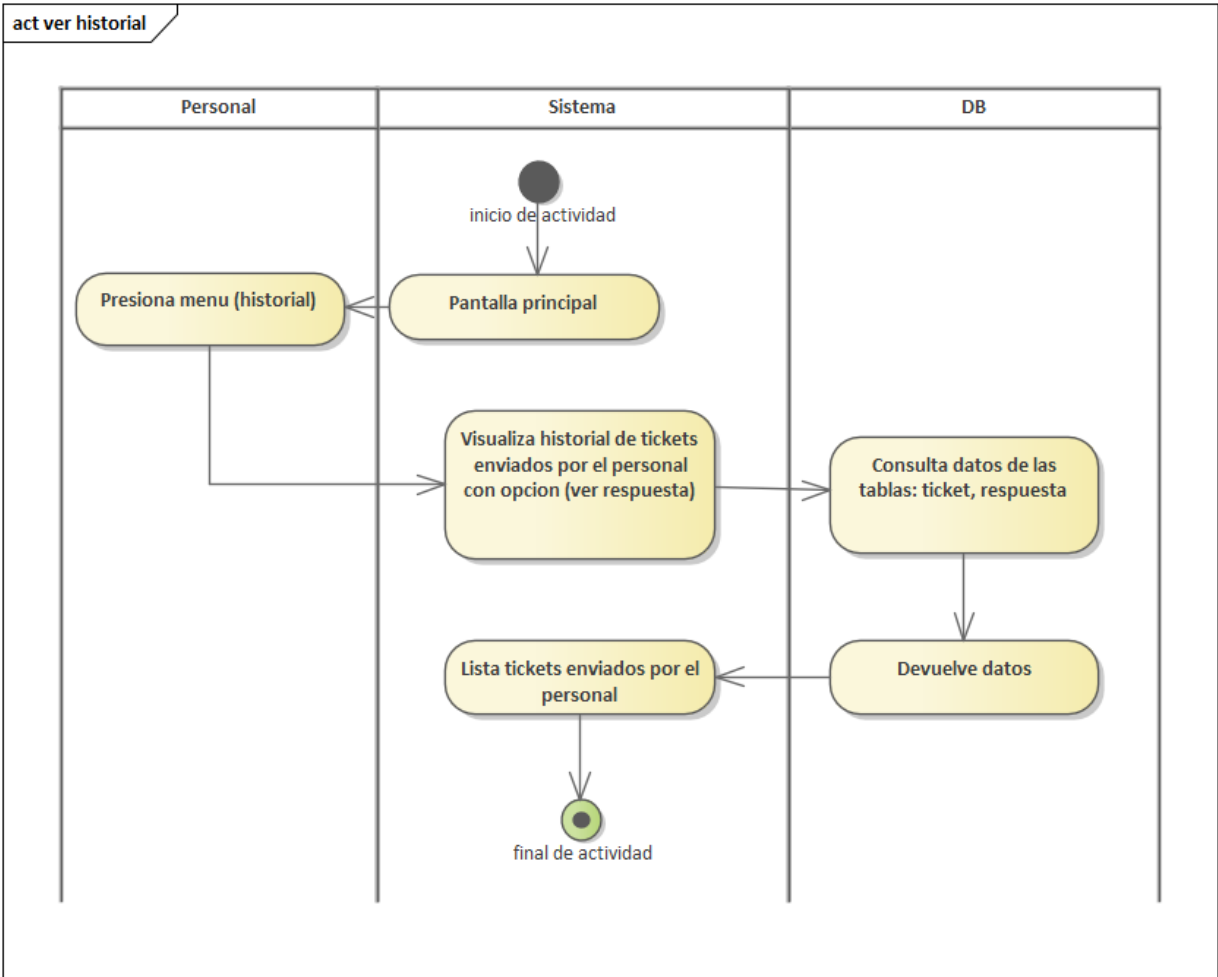 act ver historial
Personal
Sistema
DB
inicio de actividad
Presiona menu (historial)
Pantalla principal
Visualiza historial de tickets
enviados por el personal
con opcion (ver respuesta)
Consulta datos de las
tablas: ticket, respuesta
Lista tickets enviados por el
personal
Devuelve datos
final de actividad